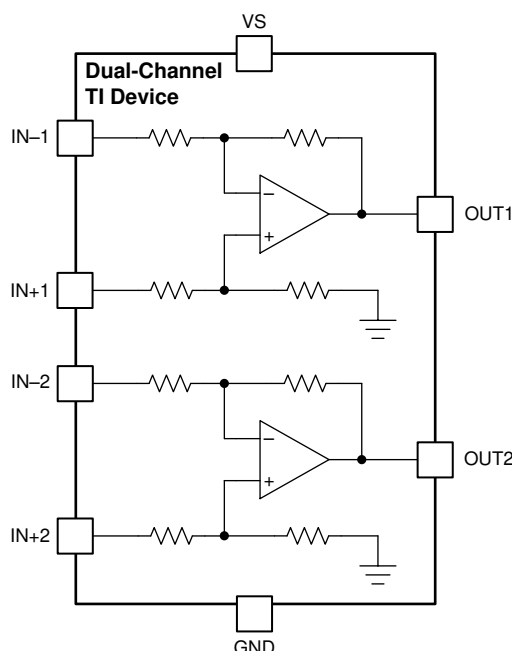 VS
Dual-Channel
TI Device
IN–1
OUT1
IN+1
IN–2
OUT2
IN+2
GND
−
+
−
+